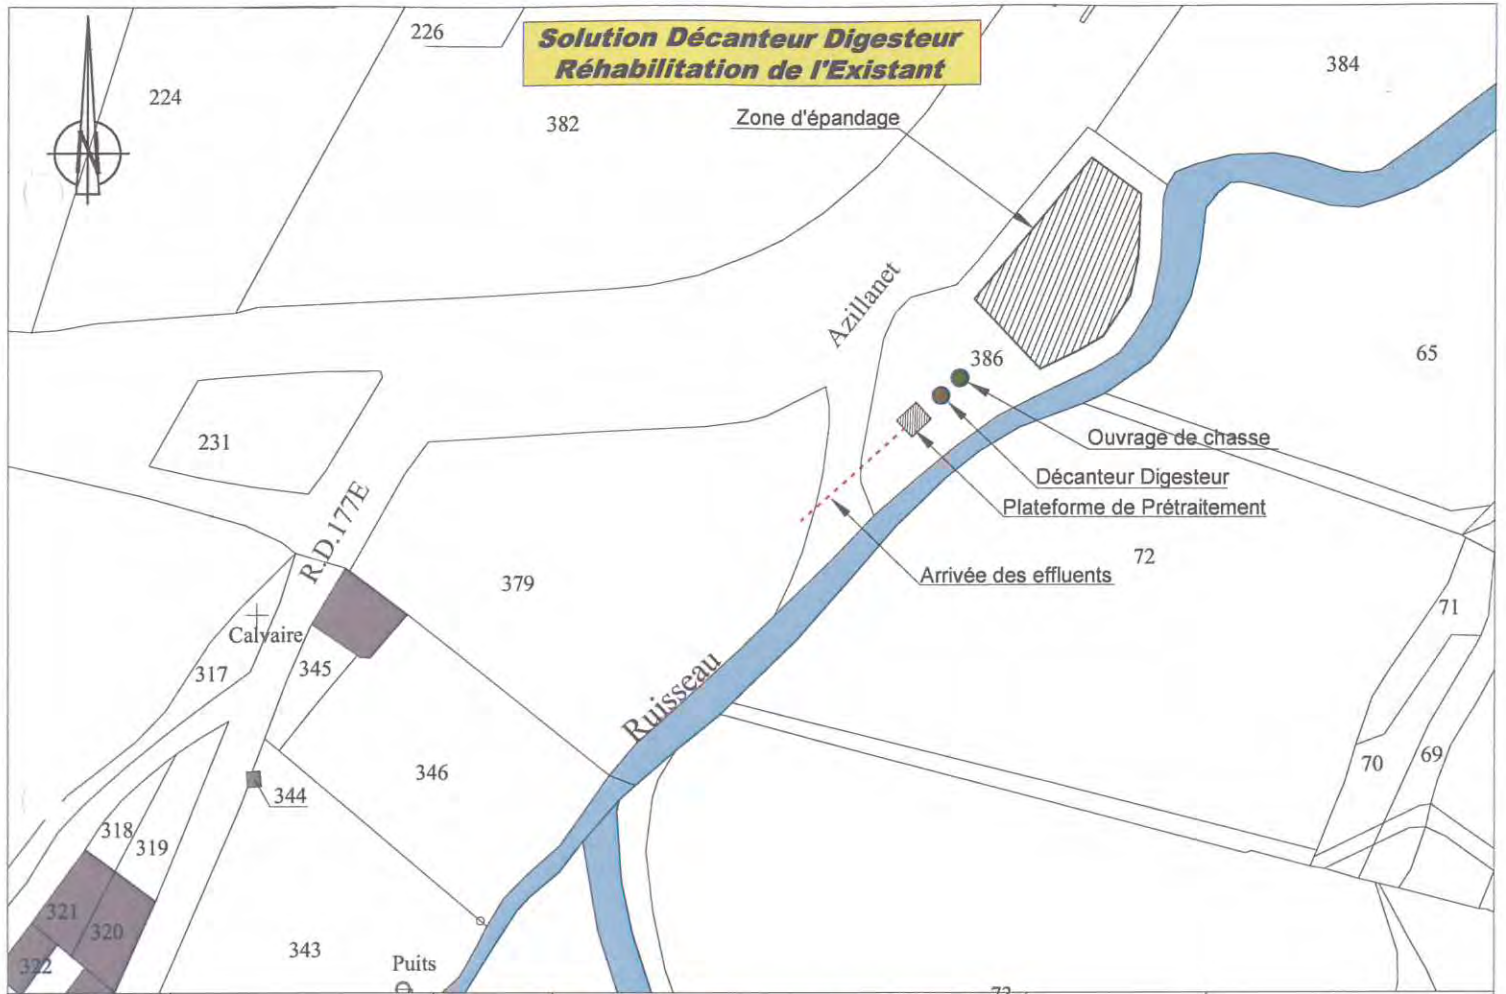 Solution Décanteur Digesteur
Réhabilitation de l'Existant
226
384
224
382
Zone d'épandage
N
Azillanet
386
65
231
Ouvrage de chasse
Décanteur Digesteur
Plateforme de Prétraitement
R.D.177E
72
Arrivée des effluents
379
71
Calvaire
345
317
Ruisseau
346
70
69
344
318
319
321
320
343
322
Puits
73